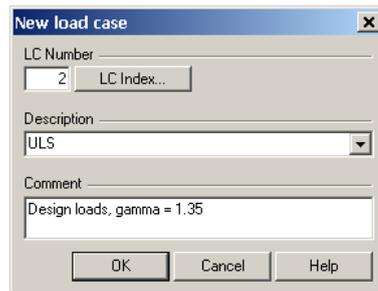 New load case
LC Number
2 LC Index...
Description
ULS
Comment
Design loads, gamma = 1.35
OK Cancel Help